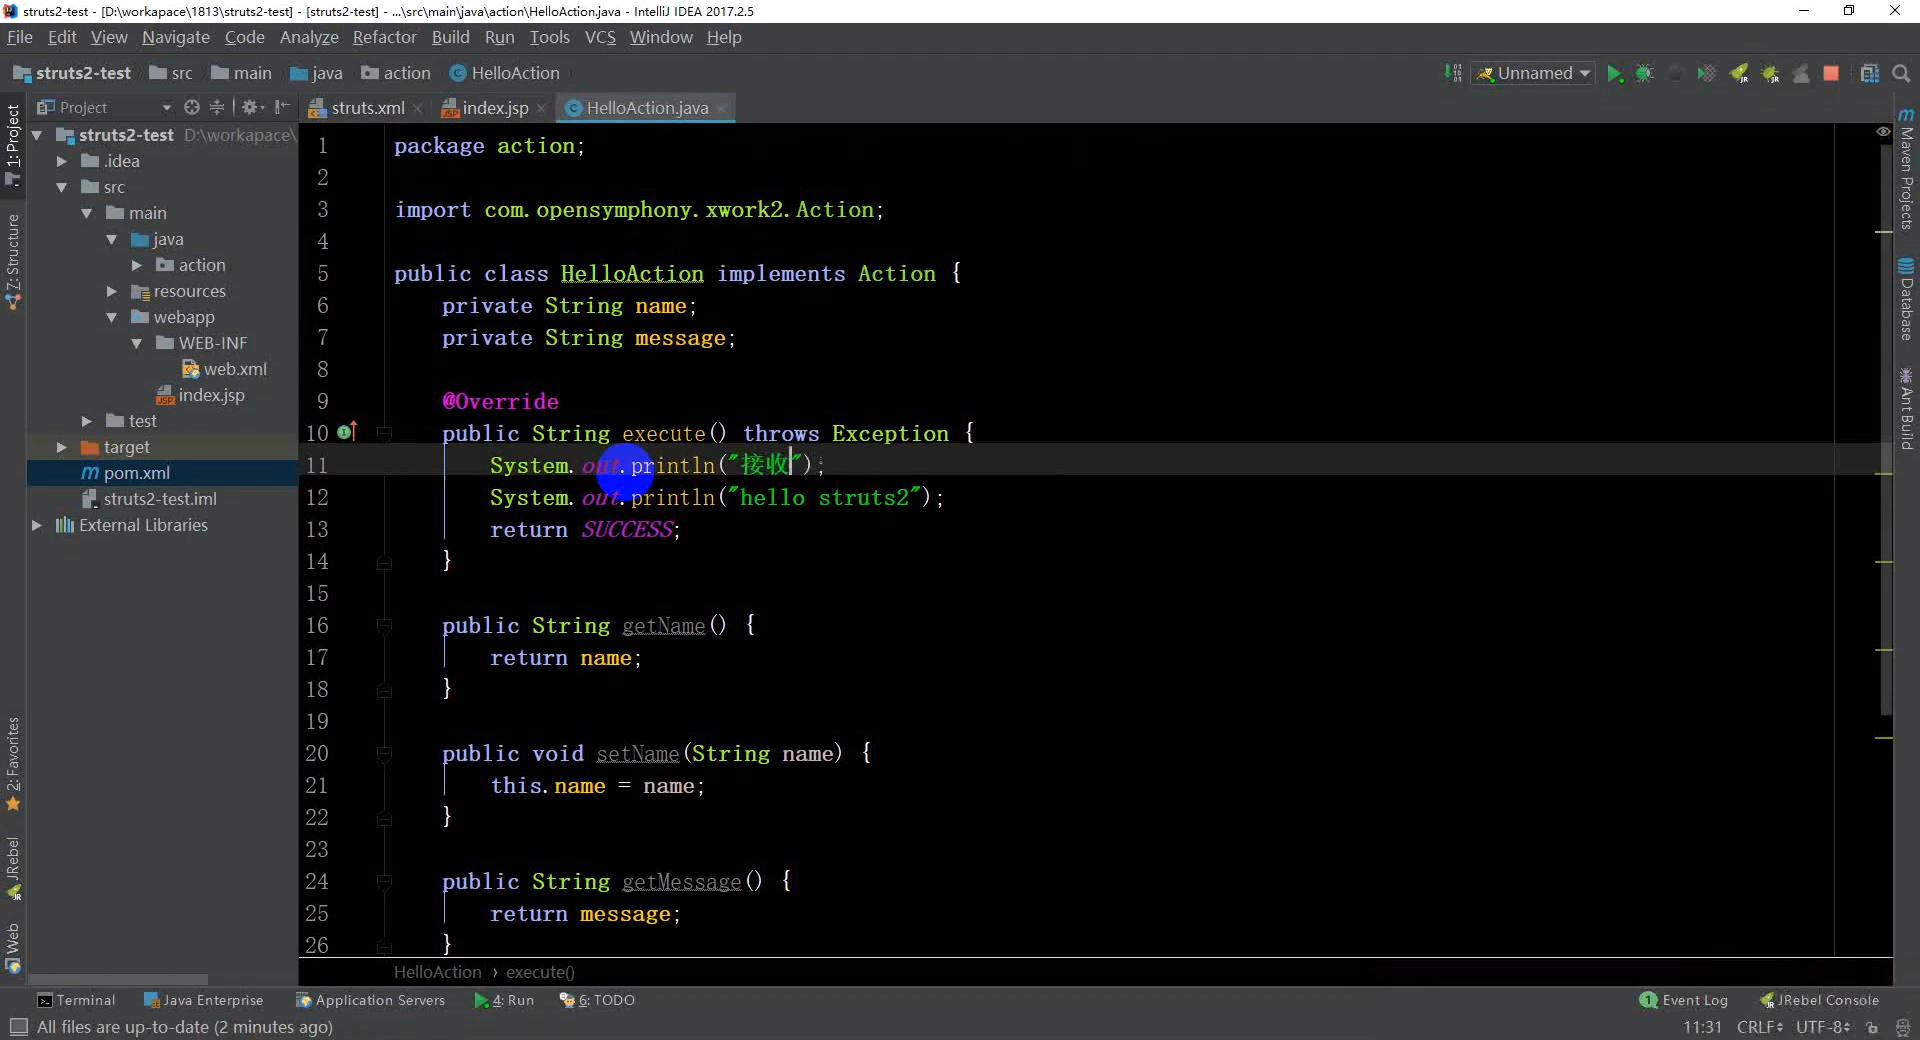 struts2-test - [D:\workapace\1813\struts2-test] - [struts2-test] - ...\src\main\java\action\HelloAction.java - IntelliJ IDEA 2017.2.5
File Edit View Navigate Code Analyze Refactor Build Run Tools VCS Window Help
struts2-test src main java action HelloAction
Unnamed
Project
struts.xml index.jsp HelloAction.java
1: Project
Z: Structure
2: Favorites
JRebel
Web
struts2-test D:\workapace\
.idea
src
main
java
action
resources
webapp
WEB-INF
web.xml
index.jsp
test
target
pom.xml
struts2-test.iml
External Libraries
1 package action;
2
3 import com.opensymphony.xwork2.Action;
4
5 public class HelloAction implements Action {
6 private String name;
7 private String message;
8
9 @Override
10 public String execute() throws Exception {
11 System.out.println("接收");
12 System.out.println("hello struts2");
13 return SUCCESS;
14 }
15
16 public String getName() {
17 return name;
18 }
19
20 public void setName(String name) {
21 this.name = name;
22 }
23
24 public String getMessage() {
25 return message;
26 }
HelloAction › execute()
Maven Projects
Database
Ant Build
Terminal Java Enterprise Application Servers 4: Run 6: TODO
1 Event Log JRebel Console
All files are up-to-date (2 minutes ago)
11:31 CRLF UTF-8